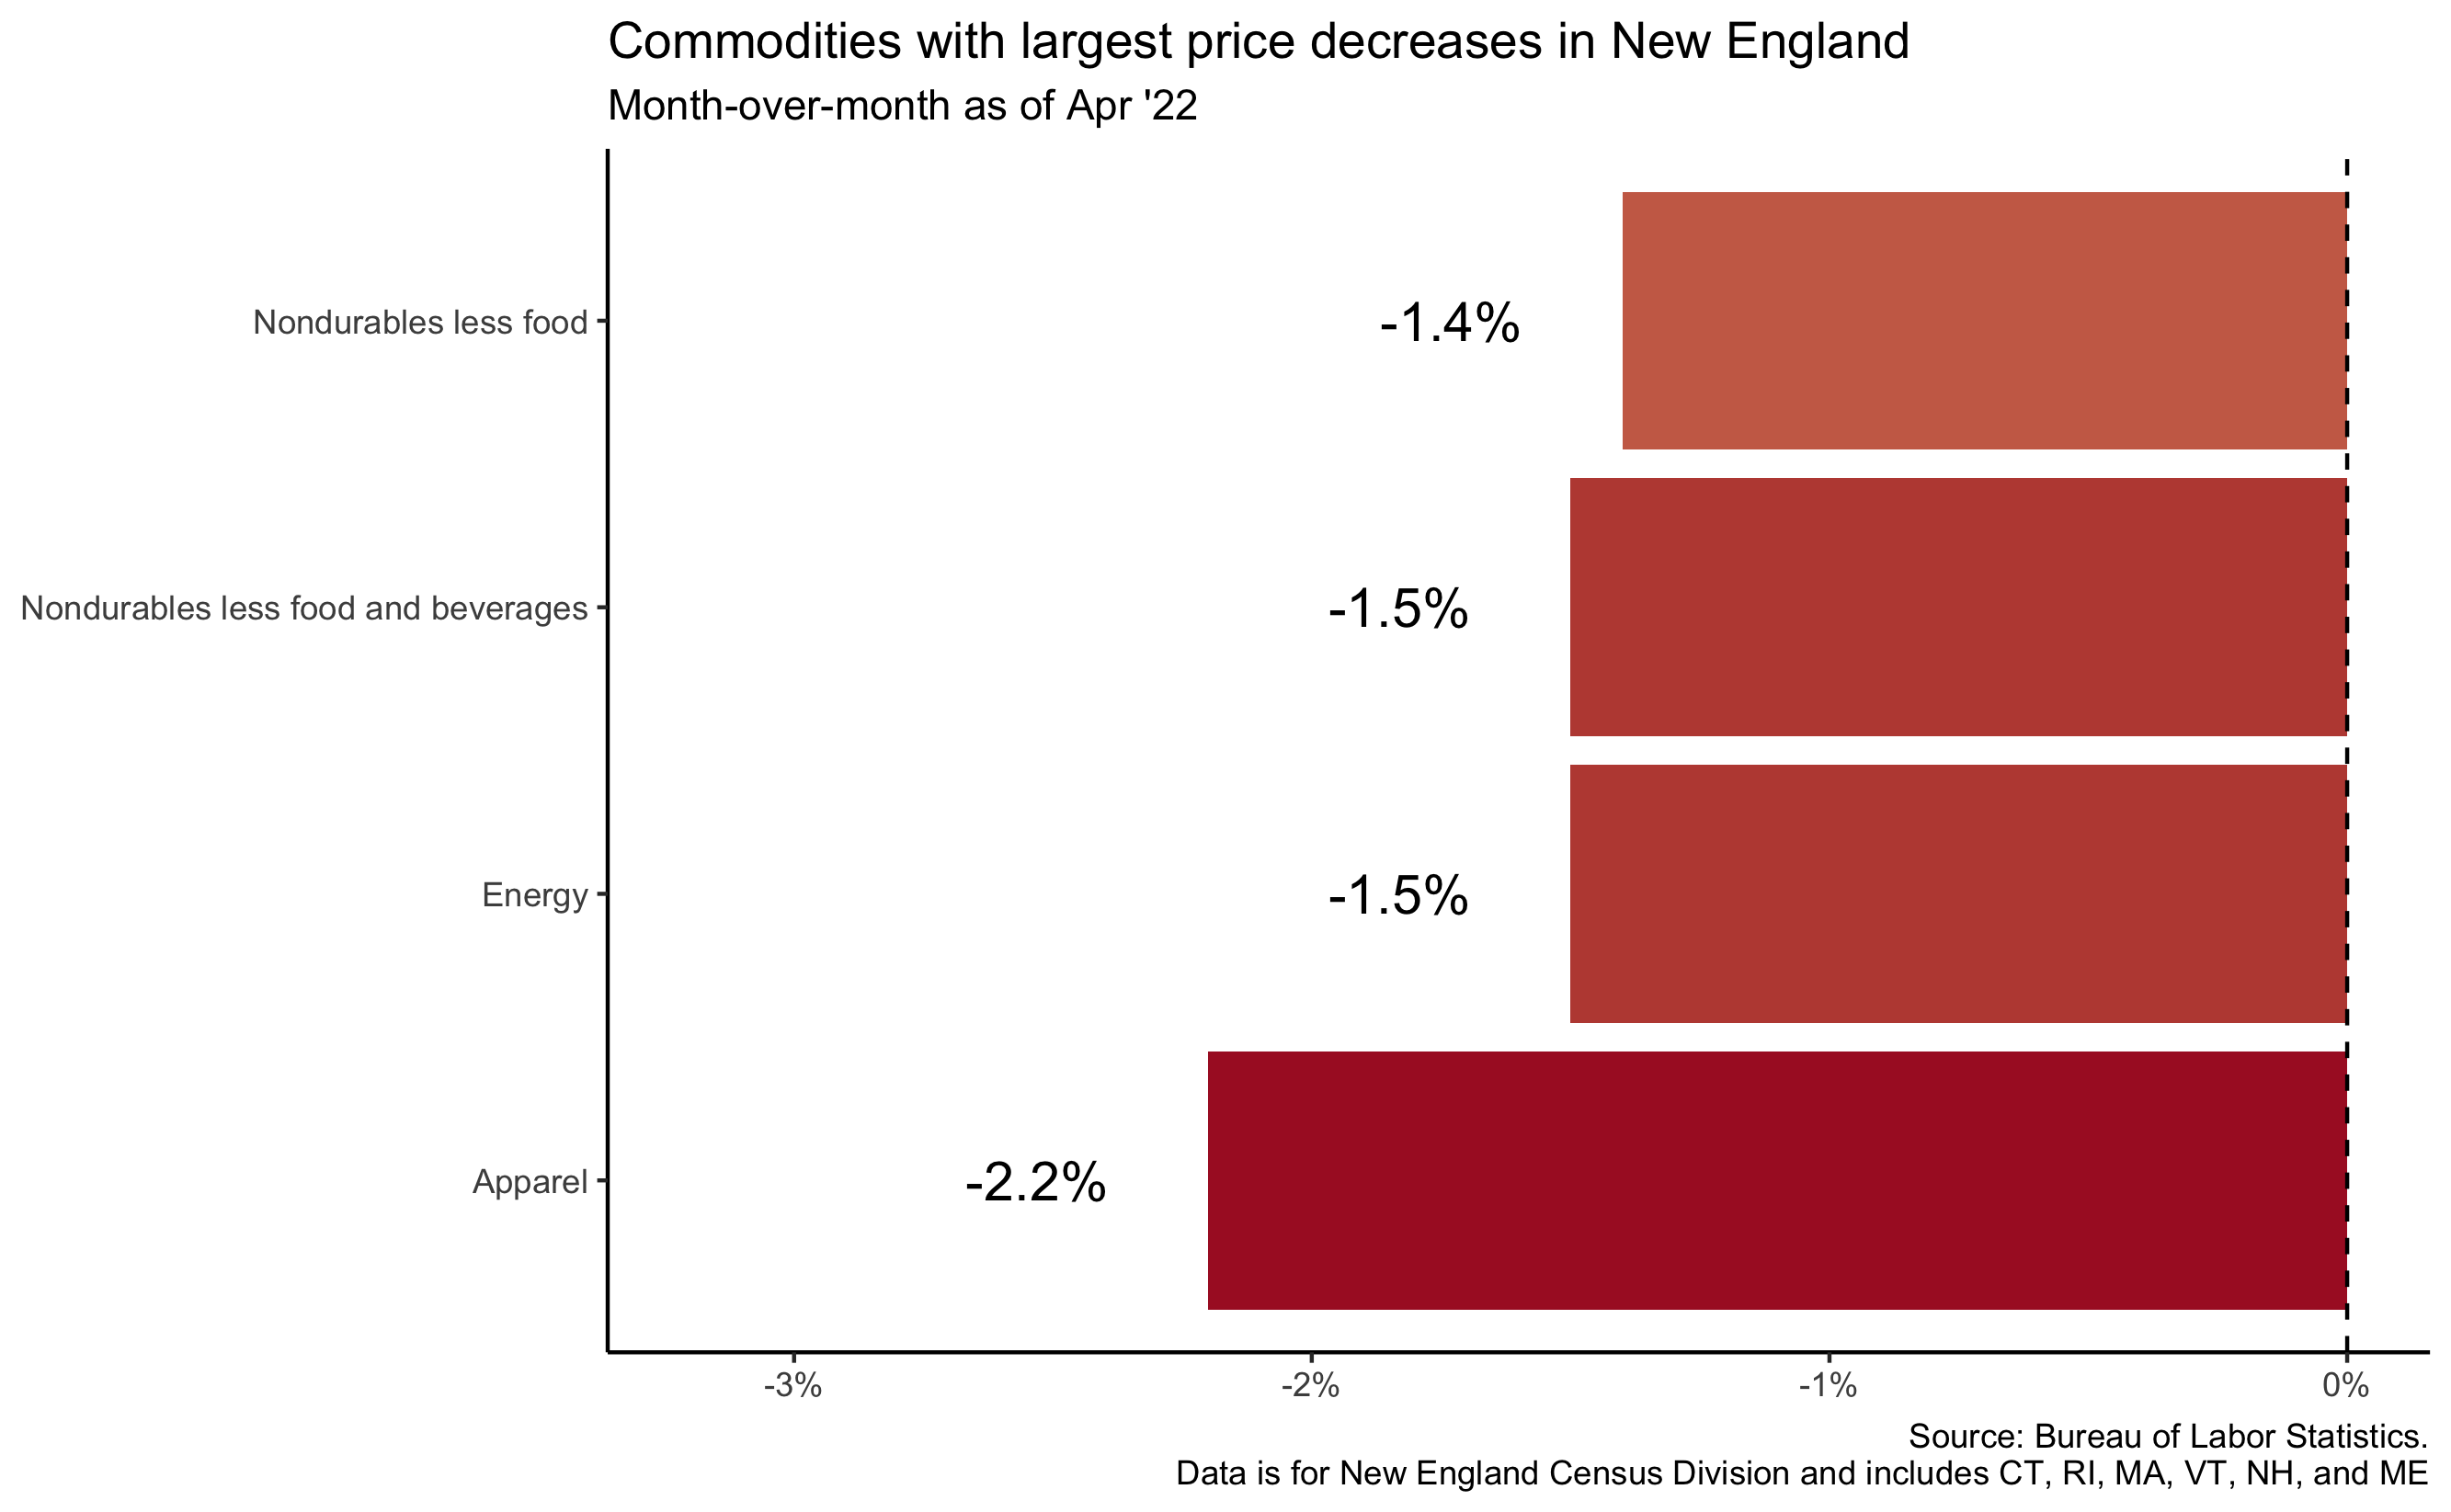 Commodities with largest price decreases in New England
Month-over-month as of Apr '22
Nondurables less food
-1.4%
Nondurables less food and beverages
-1.5%
Energy
-1.5%
Apparel
-2.2%
-3%
-2%
-1%
0%
Source: Bureau of Labor Statistics.
Data is for New England Census Division and includes CT, RI, MA, VT, NH, and ME